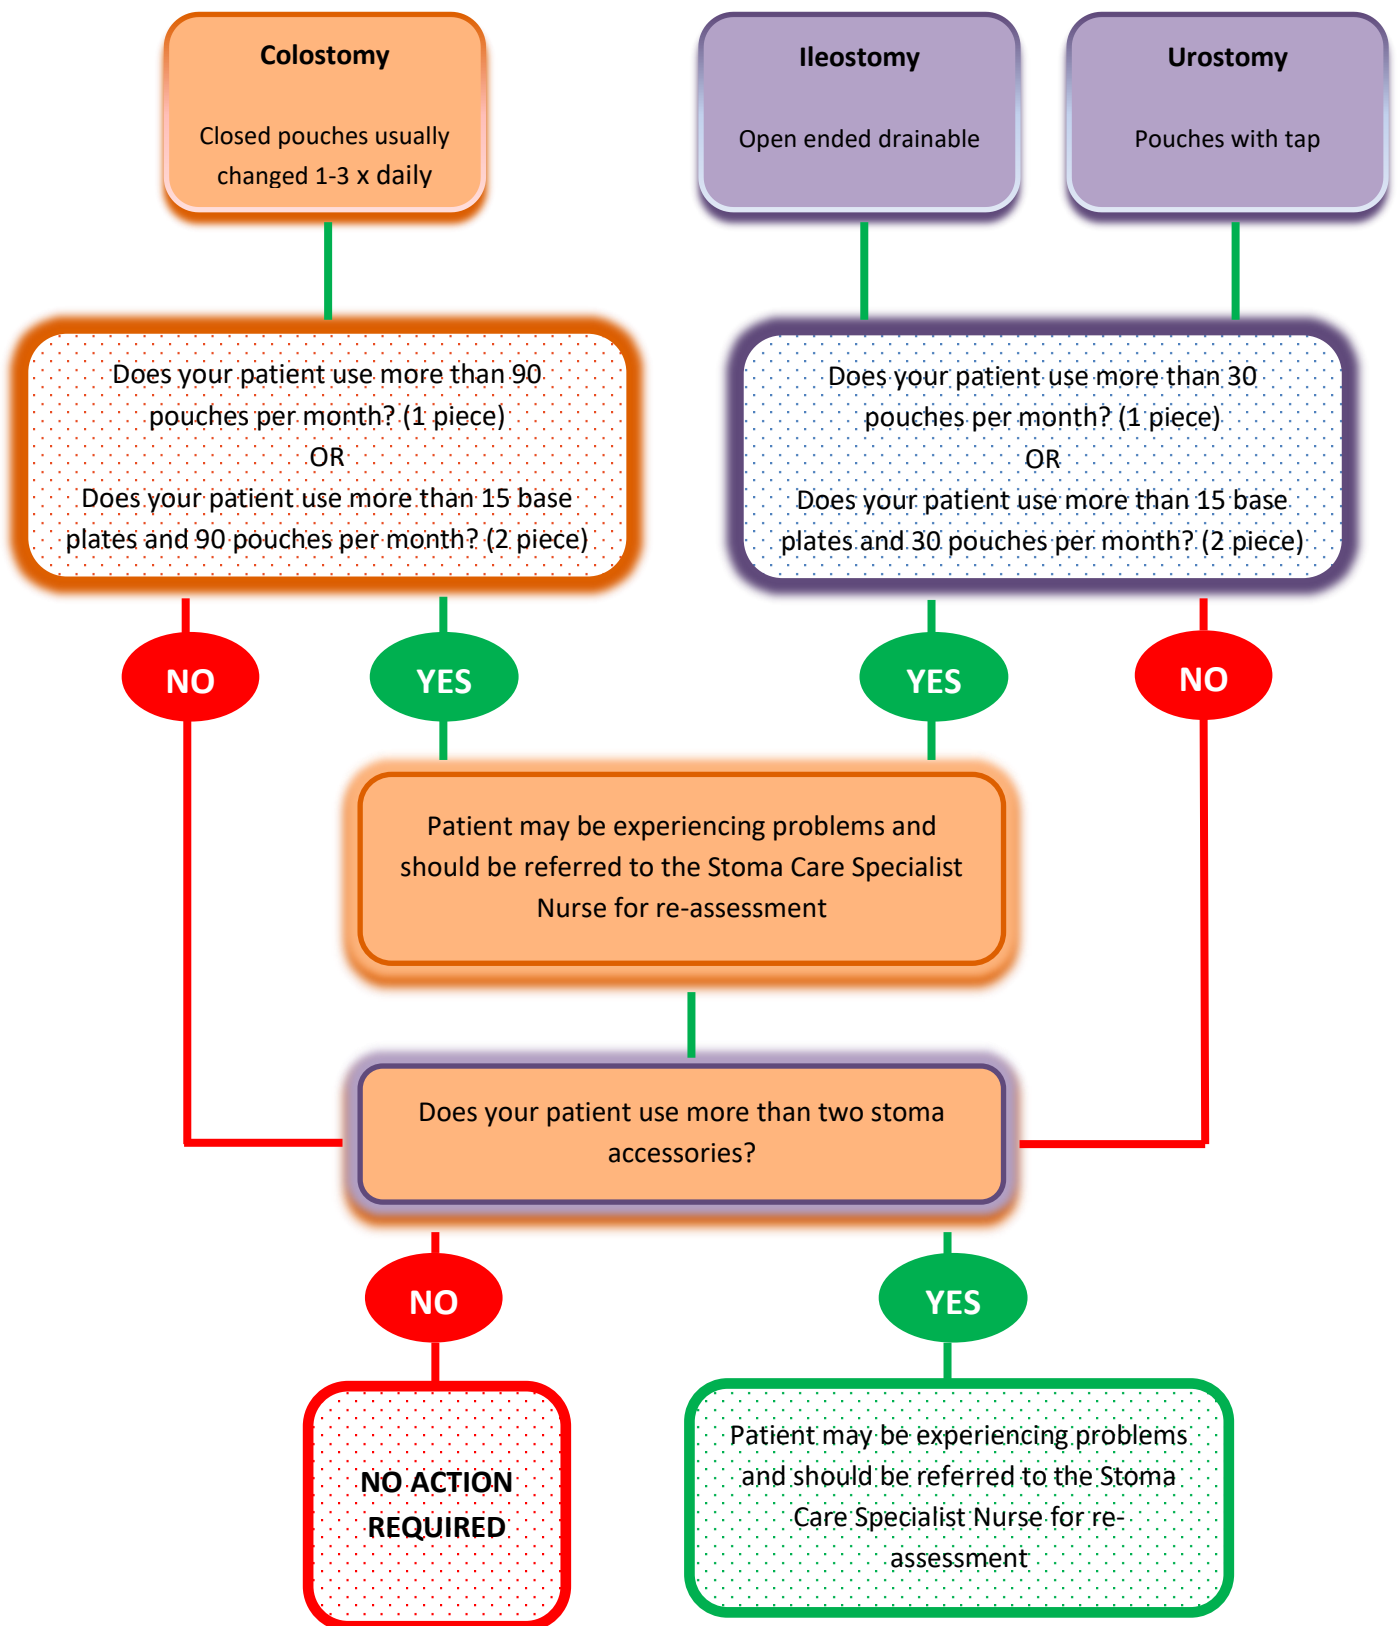 Colostomy
Closed pouches usually
changed 1-3 x daily
Ileostomy
Open ended drainable
Urostomy
Pouches with tap
Does your patient use more than 90
pouches per month? (1 piece)
OR
Does your patient use more than 15 base
plates and 90 pouches per month? (2 piece)
Does your patient use more than 30
pouches per month? (1 piece)
OR
Does your patient use more than 15 base
plates and 30 pouches per month? (2 piece)
NO
YES
YES
NO
Patient may be experiencing problems and
should be referred to the Stoma Care Specialist
Nurse for re-assessment
Does your patient use more than two stoma
accessories?
NO
YES
NO ACTION
REQUIRED
Patient may be experiencing problems
and should be referred to the Stoma
Care Specialist Nurse for re-
assessment